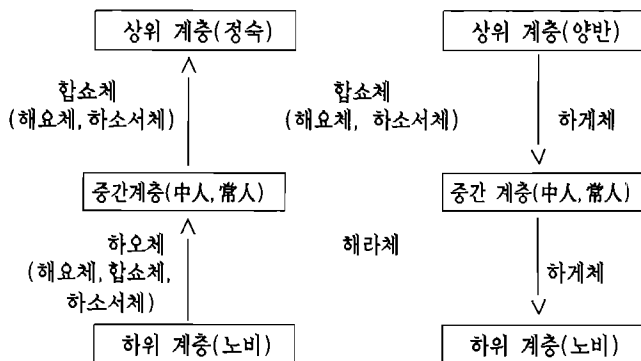 상위 계층(정숙) 상위 계층(양반)
합쇼체 합쇼체
(해요체, 하소서체) (해요체, 하소서체) 하게체
중간계층(中人, 常人) 중간 계층(中人, 常人)
하오체 해라체
(해요체, 합쇼체, 하게체
하소서체)
하위 계층(노비) 하위 계층(노비)